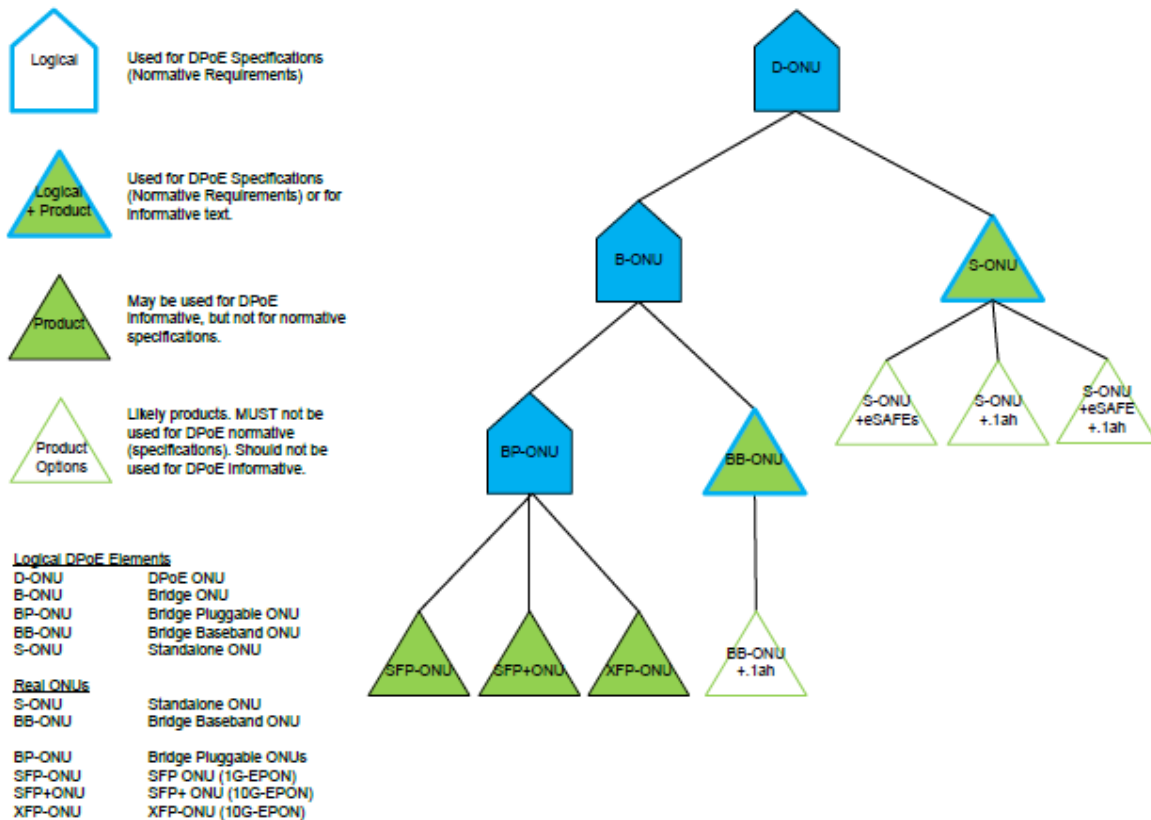 Logical
Used for DPoE Specifications
(Normative Requirements)
Logical
+ Product
Used for DPoE Specifications
(Normative Requirements) or for
informative text.
Product
May be used for DPoE
Informative, but not for normative
specifications.
Product
Options
Likely products. MUST not be
used for DPoE normative
(specifications). Should not be
used for DPoE Informative.
D-ONU
B-ONU
S-ONU
S-ONU
+eSAFEs
S-ONU
+.1ah
S-ONU
+eSAFE
+.1ah
BP-ONU
BB-ONU
SFP-ONU
SFP+ONU
XFP-ONU
BB-ONU
+.1ah
Logical DPoE Elements
D-ONU DPoE ONU
B-ONU Bridge ONU
BP-ONU Bridge Pluggable ONU
BB-ONU Bridge Baseband ONU
S-ONU Standalone ONU
Real ONUs
S-ONU Standalone ONU
BB-ONU Bridge Baseband ONU
BP-ONU Bridge Pluggable ONUs
SFP-ONU SFP ONU (1G-EPON)
SFP+ONU SFP+ ONU (10G-EPON)
XFP-ONU XFP-ONU (10G-EPON)